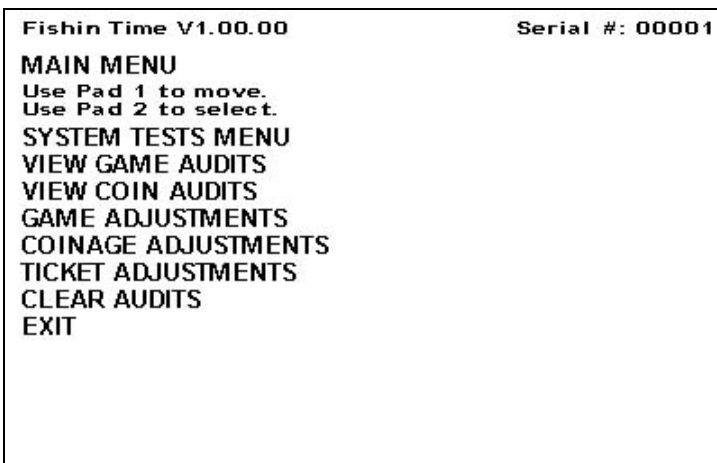 Fishin Time V1.00.00 Serial #: 00001
MAIN MENU
Use Pad 1 to move.
Use Pad 2 to select.
SYSTEM TESTS MENU
VIEW GAME AUDITS
VIEW COIN AUDITS
GAME ADJUSTMENTS
COINAGE ADJUSTMENTS
TICKET ADJUSTMENTS
CLEAR AUDITS
EXIT